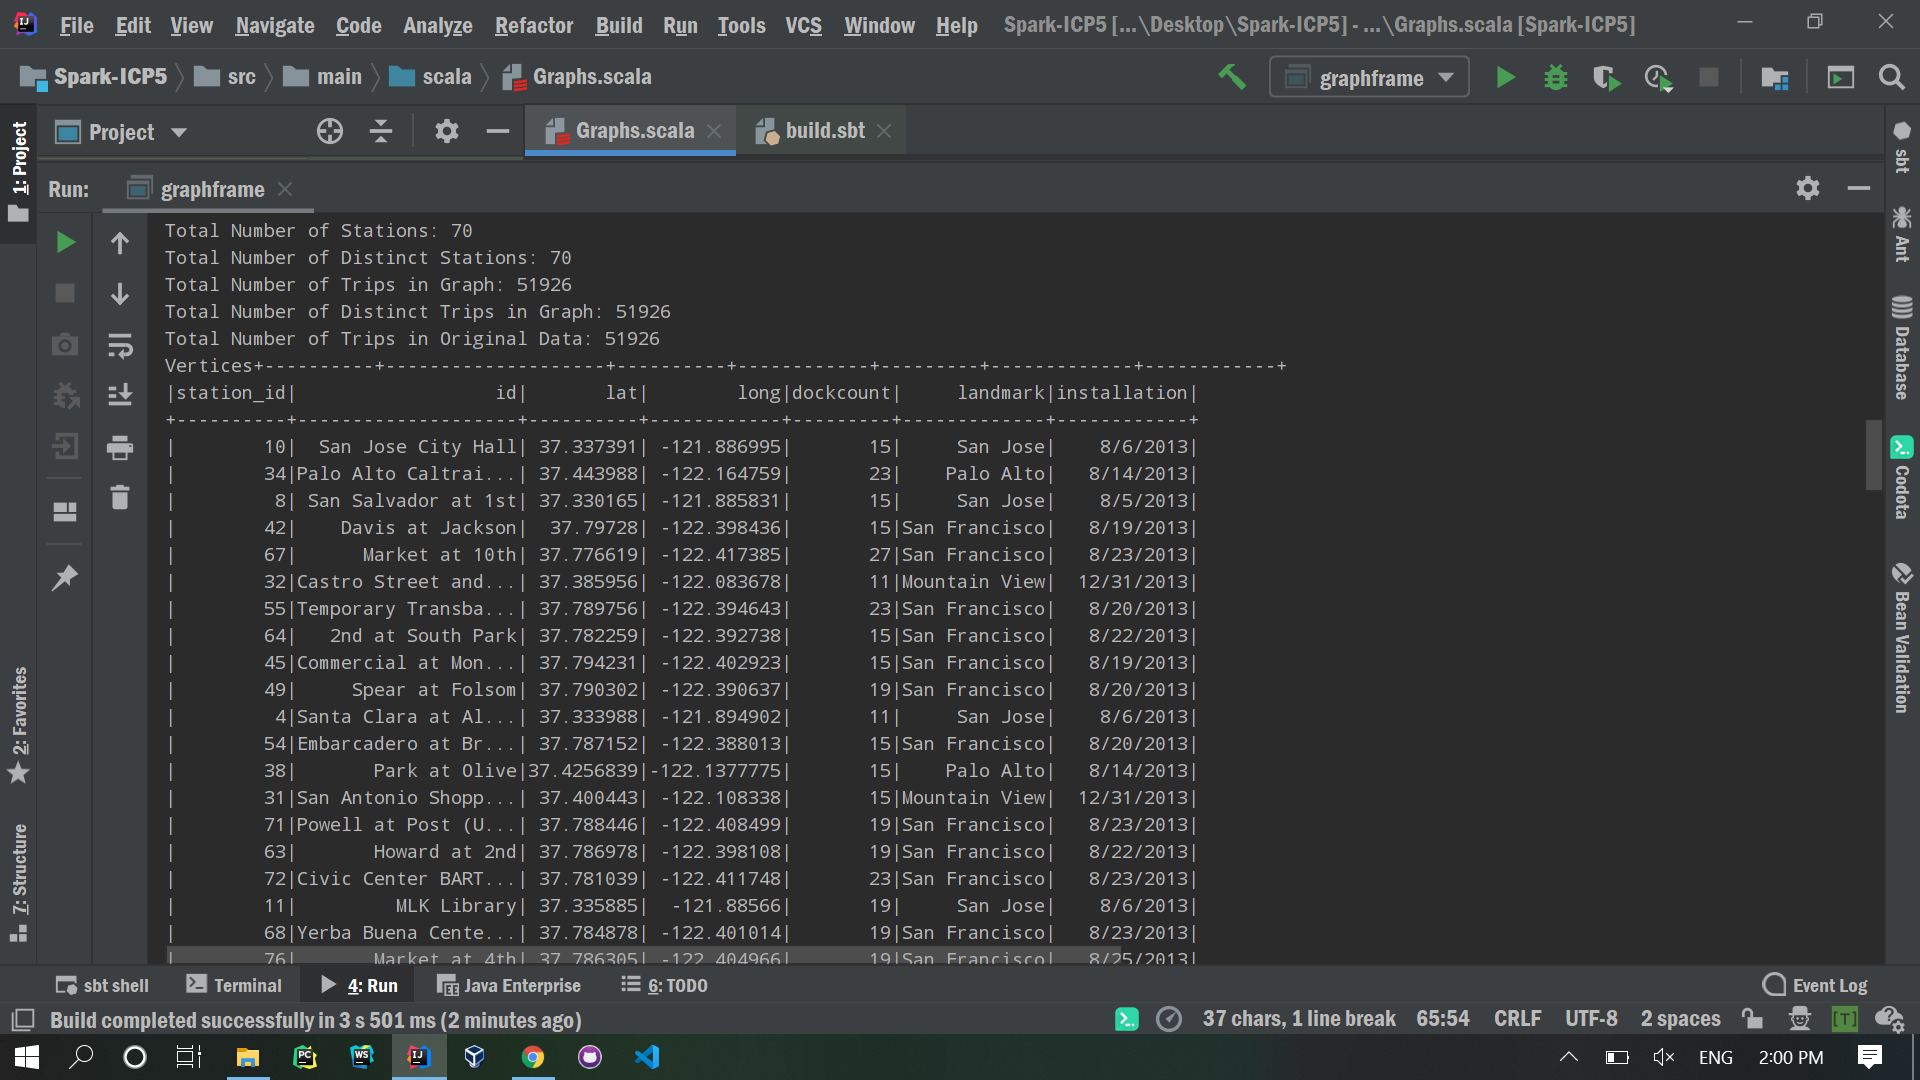 File Edit View Navigate Code Analyze Refactor Build Run Tools VCS Window Help Spark-ICP5 [...\Desktop\Spark-ICP5] - ...\Graphs.scala [Spark-ICP5]
Spark-ICP5 src main scala Graphs.scala graphframe
Project Graphs.scala build.sbt
Run: graphframe
1: Project
2: Favorites
7: Structure
Total Number of Stations: 70
Total Number of Distinct Stations: 70
Total Number of Trips in Graph: 51926
Total Number of Distinct Trips in Graph: 51926
Total Number of Trips in Original Data: 51926
Vertices+----------+--------------------+----------+------------+---------+-------------+------------+
|station_id|                  id|       lat|        long|dockcount|     landmark|installation|
+----------+--------------------+----------+------------+---------+-------------+------------+
|        10|  San Jose City Hall| 37.337391| -121.886995|       15|     San Jose|    8/6/2013|
|        34|Palo Alto Caltrai...| 37.443988| -122.164759|       23|    Palo Alto|   8/14/2013|
|         8| San Salvador at 1st| 37.330165| -121.885831|       15|     San Jose|    8/5/2013|
|        42|    Davis at Jackson|  37.79728| -122.398436|       15|San Francisco|   8/19/2013|
|        67|      Market at 10th| 37.776619| -122.417385|       27|San Francisco|   8/23/2013|
|        32|Castro Street and...| 37.385956| -122.083678|       11|Mountain View|  12/31/2013|
|        55|Temporary Transba...| 37.789756| -122.394643|       23|San Francisco|   8/20/2013|
|        64|   2nd at South Park| 37.782259| -122.392738|       15|San Francisco|   8/22/2013|
|        45|Commercial at Mon...| 37.794231| -122.402923|       15|San Francisco|   8/19/2013|
|        49|     Spear at Folsom| 37.790302| -122.390637|       19|San Francisco|   8/20/2013|
|         4|Santa Clara at Al...| 37.333988| -121.894902|       11|     San Jose|    8/6/2013|
|        54|Embarcadero at Br...| 37.787152| -122.388013|       15|San Francisco|   8/20/2013|
|        38|       Park at Olive|37.4256839|-122.1377775|       15|    Palo Alto|   8/14/2013|
|        31|San Antonio Shopp...| 37.400443| -122.108338|       15|Mountain View|  12/31/2013|
|        71|Powell at Post (U...| 37.788446| -122.408499|       19|San Francisco|   8/23/2013|
|        63|       Howard at 2nd| 37.786978| -122.398108|       19|San Francisco|   8/22/2013|
|        72|Civic Center BART...| 37.781039| -122.411748|       23|San Francisco|   8/23/2013|
|        11|         MLK Library| 37.335885|  -121.88566|       19|     San Jose|    8/6/2013|
|        68|Yerba Buena Cente...| 37.784878| -122.401014|       19|San Francisco|   8/23/2013|
|        76|       Market at 4th| 37.786305| -122.404966|       19|San Francisco|   8/25/2013|
sbt
Ant
Database
Codota
Bean Validation
sbt shell Terminal 4: Run Java Enterprise 6: TODO Event Log
Build completed successfully in 3 s 501 ms (2 minutes ago) 37 chars, 1 line break 65:54 CRLF UTF-8 2 spaces [T]
ENG 2:00 PM